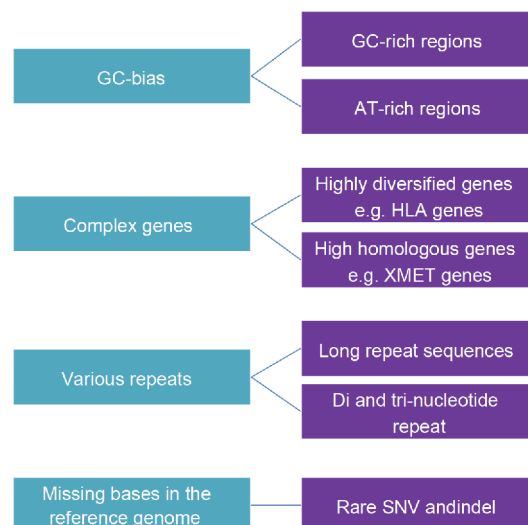 GC-bias
GC-rich regions
AT-rich regions
Complex genes
Highly diversified genes
e.g. HLA genes
High homologous genes
e.g. XMET genes
Various repeats
Long repeat sequences
Di and tri-nucleotide
repeat
Missing bases in the
reference genome
Rare SNV andindel